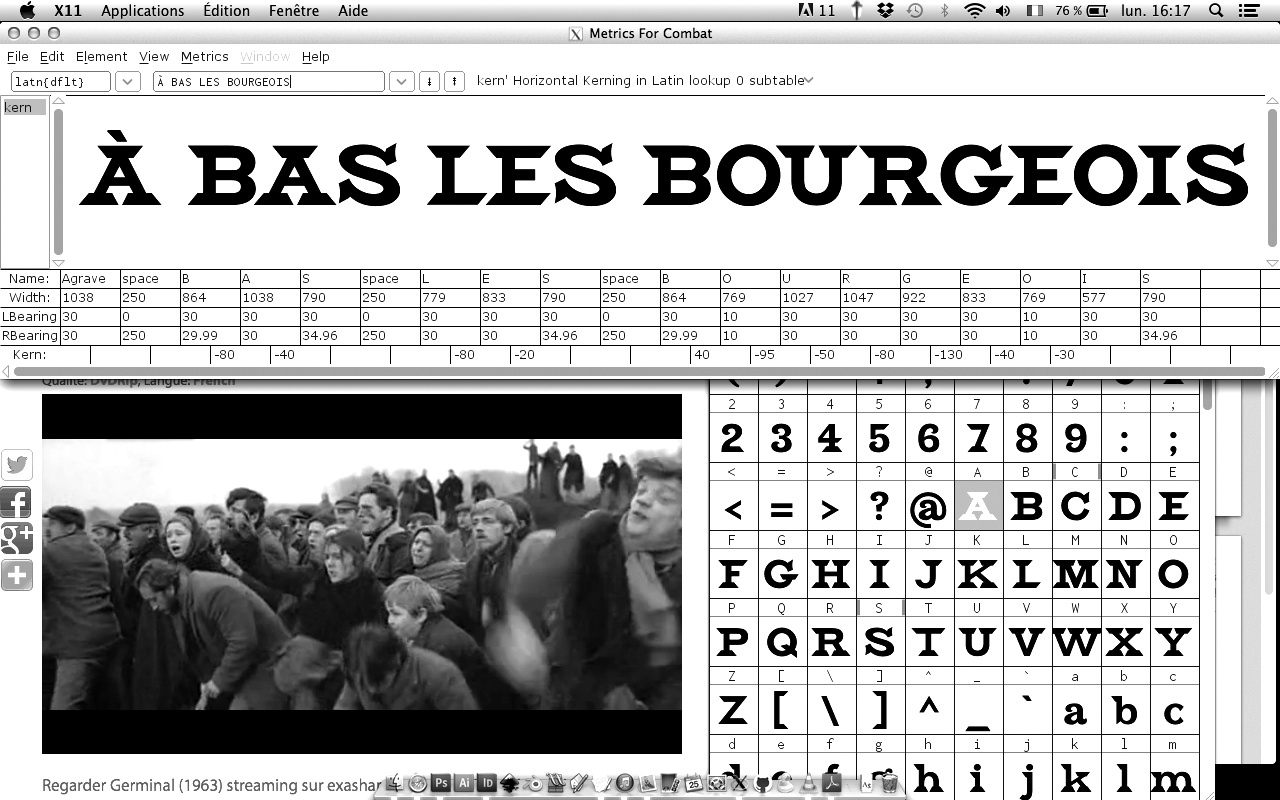 X11 Applications Édition Fenêtre Aide 11 76 % lun. 16:17
Metrics For Combat
File Edit Element View Metrics Window Help
latn{dflt} À BAS LES BOURGEOIS kern' Horizontal Kerning in Latin lookup 0 subtable
kern
À BAS LES BOURGEOIS
Name: Agrave space B A S space L E S space B O U R G E O I S
Width: 1038 250 864 1038 790 250 779 833 790 250 864 769 1027 1047 922 833 769 577 790
LBearing 30 0 30 30 30 0 30 30 30 0 30 10 30 30 30 30 10 30 30
RBearing 30 250 29.99 30 34.96 250 30 30 34.96 250 29.99 10 30 30 30 30 10 30 34.96
Kern: -80 -40 -80 -20 40 -95 -50 -80 -130 -40 -30
Qualité: DVDRip, Langue: French
2 3 4 5 6 7 8 9 : ;
2 3 4 5 6 7 8 9 : ;
< = > ? @ A B C D E
< = > ? @ A B C D E
F G H I J K L M N O
F G H I J K L M N O
P Q R S T U V W X Y
P Q R S T U V W X Y
Z [ \ ] ^ _ ` a b c
Z [ \ ] ^ _ ` a b c
d e f g h i j k l m
h i j k l m
Regarder Germinal (1963) streaming sur exashar
Ps Ai Id 25 X